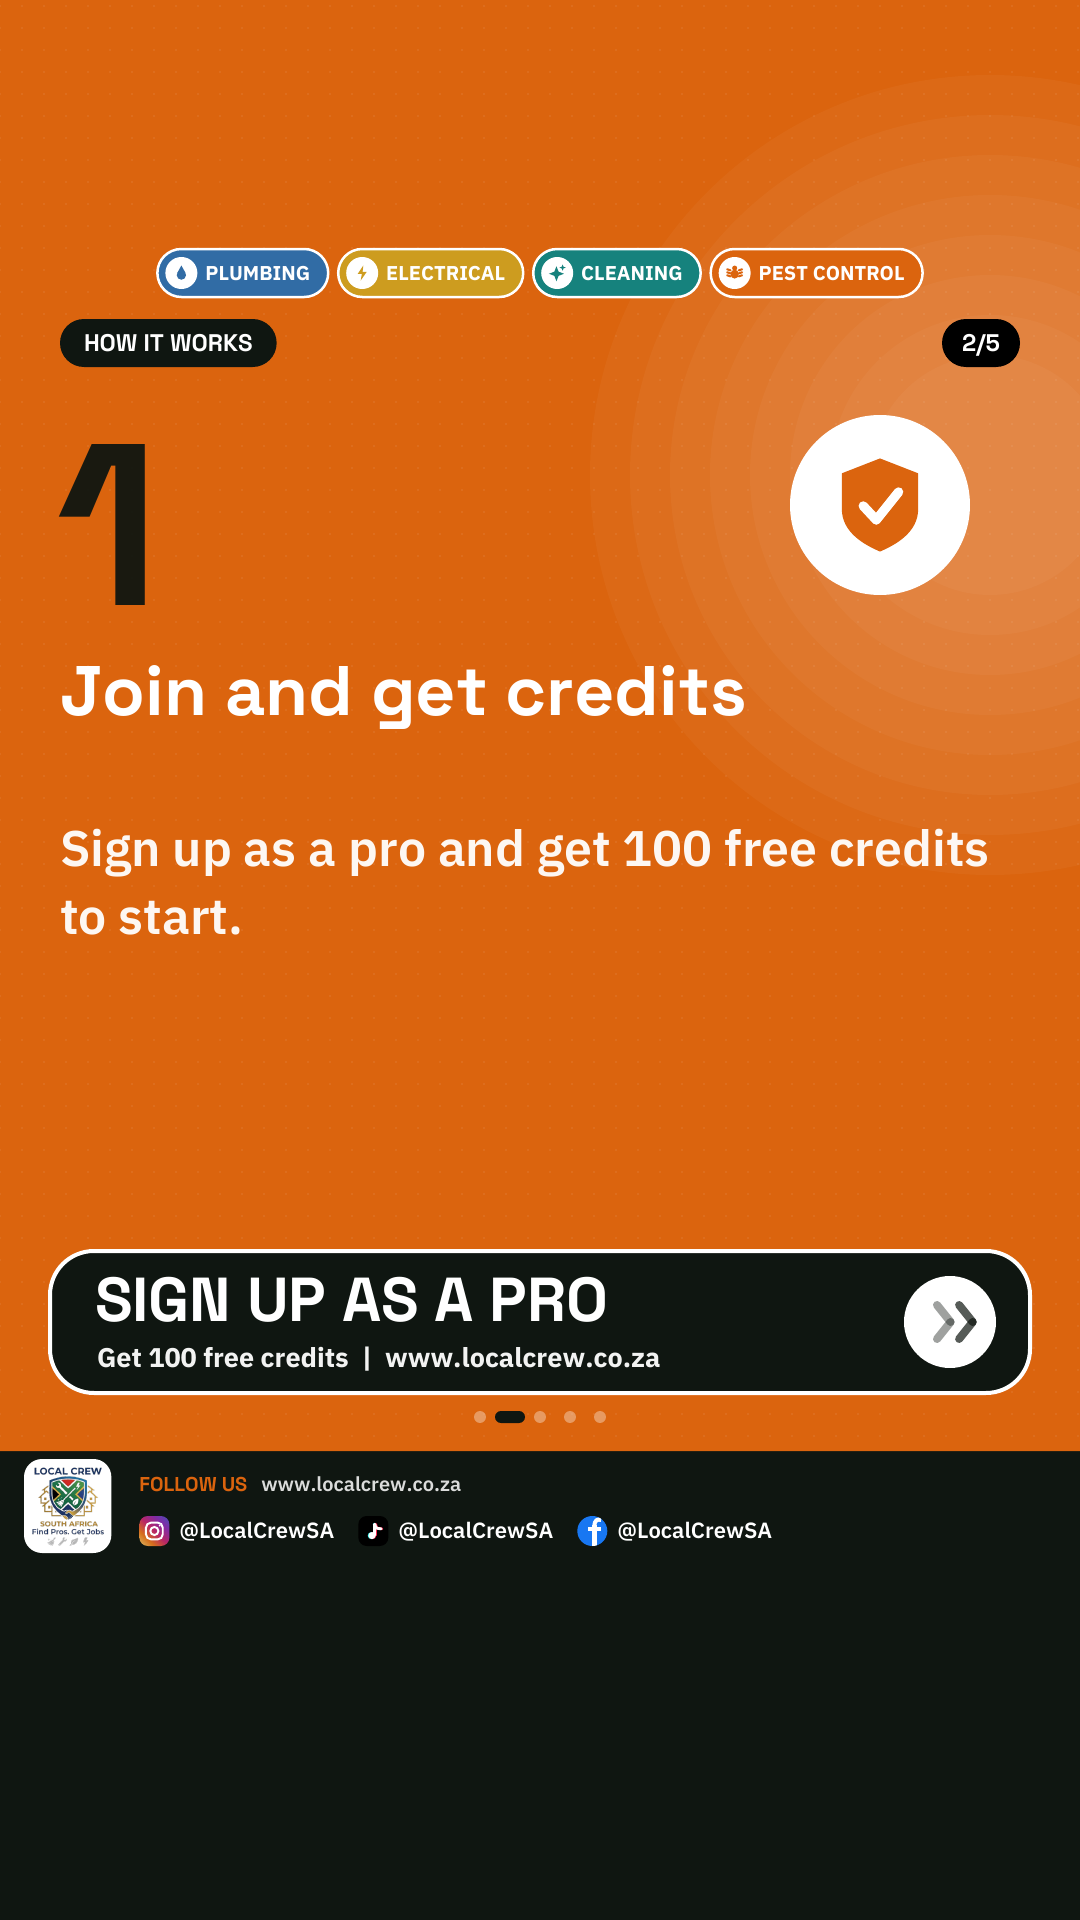 PLUMBING ELECTRICAL CLEANING PEST CONTROL
HOW IT WORKS 2/5
1
Join and get credits
Sign up as a pro and get 100 free credits
to start.
SIGN UP AS A PRO
Get 100 free credits | www.localcrew.co.za
LOCAL CREW
SOUTH AFRICA
Find Pros. Get Jobs
FOLLOW US www.localcrew.co.za
@LocalCrewSA @LocalCrewSA @LocalCrewSA